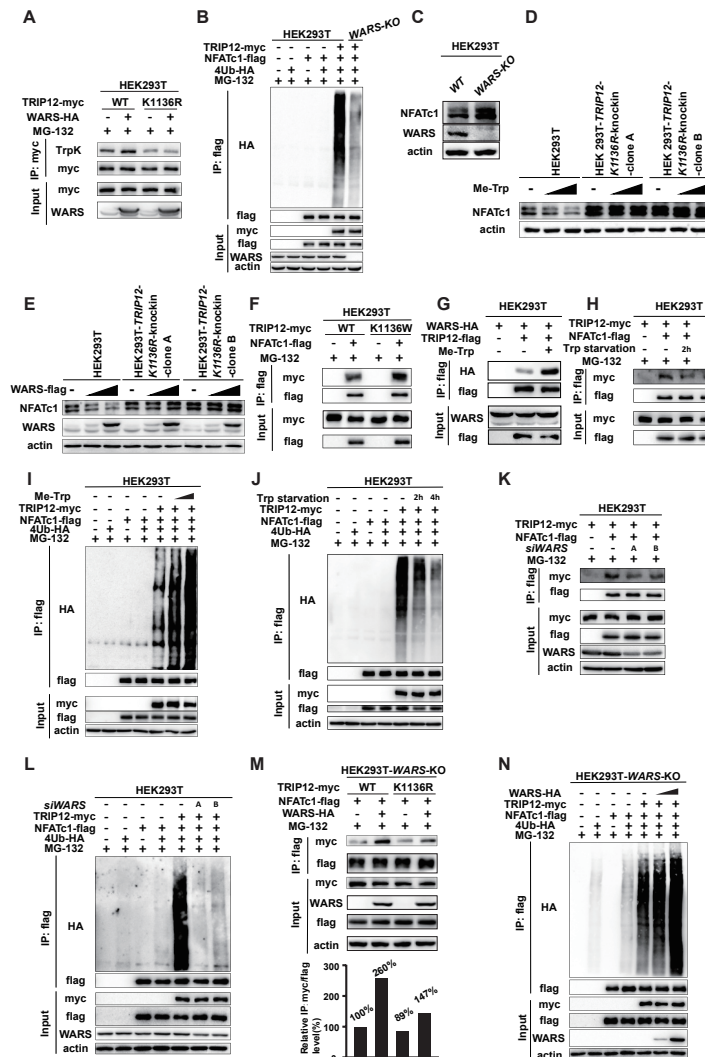 A
HEK293T
TRIP12-myc WT K1136R
WARS-HA - + - +
MG-132 + + + +
IP: myc
TrpK
myc
Input
myc
WARS
B
HEK293T WARS-KO
TRIP12-myc - - - - + +
NFATc1-flag - - + + + +
4Ub-HA - + - + + +
MG-132 + + + + + +
IP: flag
HA
flag
Input
myc
flag
WARS
actin
C
HEK293T
WT WARS-KO
NFATc1
WARS
actin
D
HEK293T
HEK 293T-TRIP12-
K1136R-knockin
-clone A
HEK 293T-TRIP12-
K1136R-knockin
-clone B
Me-Trp - - -
NFATc1
actin
E
HEK293T
HEK293T-TRIP12-
K1136R-knockin
-clone A
HEK293T-TRIP12-
K1136R-knockin
-clone B
WARS-flag - - -
NFATc1
WARS
actin
F
HEK293T
TRIP12-myc WT K1136W
NFATc1-flag - + - +
MG-132 + + + +
IP: flag
myc
flag
Input
myc
flag
G
HEK293T
WARS-HA + + +
TRIP12-flag - + +
Me-Trp - - +
IP: flag
HA
flag
Input
WARS
flag
H
HEK293T
TRIP12-myc + + +
NFATc1-flag - + +
Trp starvation - - 2h
MG-132 + + +
IP: flag
myc
flag
Input
myc
flag
I
HEK293T
Me-Trp - - - - -
TRIP12-myc - - - - + + +
NFATc1-flag - - + + + + +
4Ub-HA - + - + + + +
MG-132 + + + + + + +
IP: flag
HA
flag
Input
myc
flag
actin
J
HEK293T
Trp starvation - - - - - 2h 4h
TRIP12-myc - - - - + + +
NFATc1-flag - - + + + + +
4Ub-HA - + - + + + +
MG-132 + + + + + + +
IP: flag
HA
flag
Input
myc
flag
actin
K
HEK293T
TRIP12-myc + + + +
NFATc1-flag - + + +
siWARS - - A B
MG-132 + + + +
IP: flag
myc
flag
Input
myc
flag
WARS
actin
L
HEK293T
siWARS - - - - - A B
TRIP12-myc - - - - + + +
NFATc1-flag - - + + + + +
4Ub-HA - + - + + + +
MG-132 + + + + + + +
IP: flag
HA
flag
Input
myc
flag
WARS
actin
M
HEK293T-WARS-KO
TRIP12-myc WT K1136R
NFATc1-flag + + + +
WARS-HA - + - +
MG-132 + + + +
IP: flag
myc
flag
Input
myc
WARS
flag
actin
Relative IP myc/flag
level(%)
300
200
100
0
100%
260%
89%
147%
N
HEK293T-WARS-KO
WARS-HA - - - - -
TRIP12-myc - - - - + + +
NFATc1-flag - - + + + + +
4Ub-HA - + - + + + +
MG-132 + + + + + + +
IP: flag
HA
flag
Input
myc
flag
WARS
actin